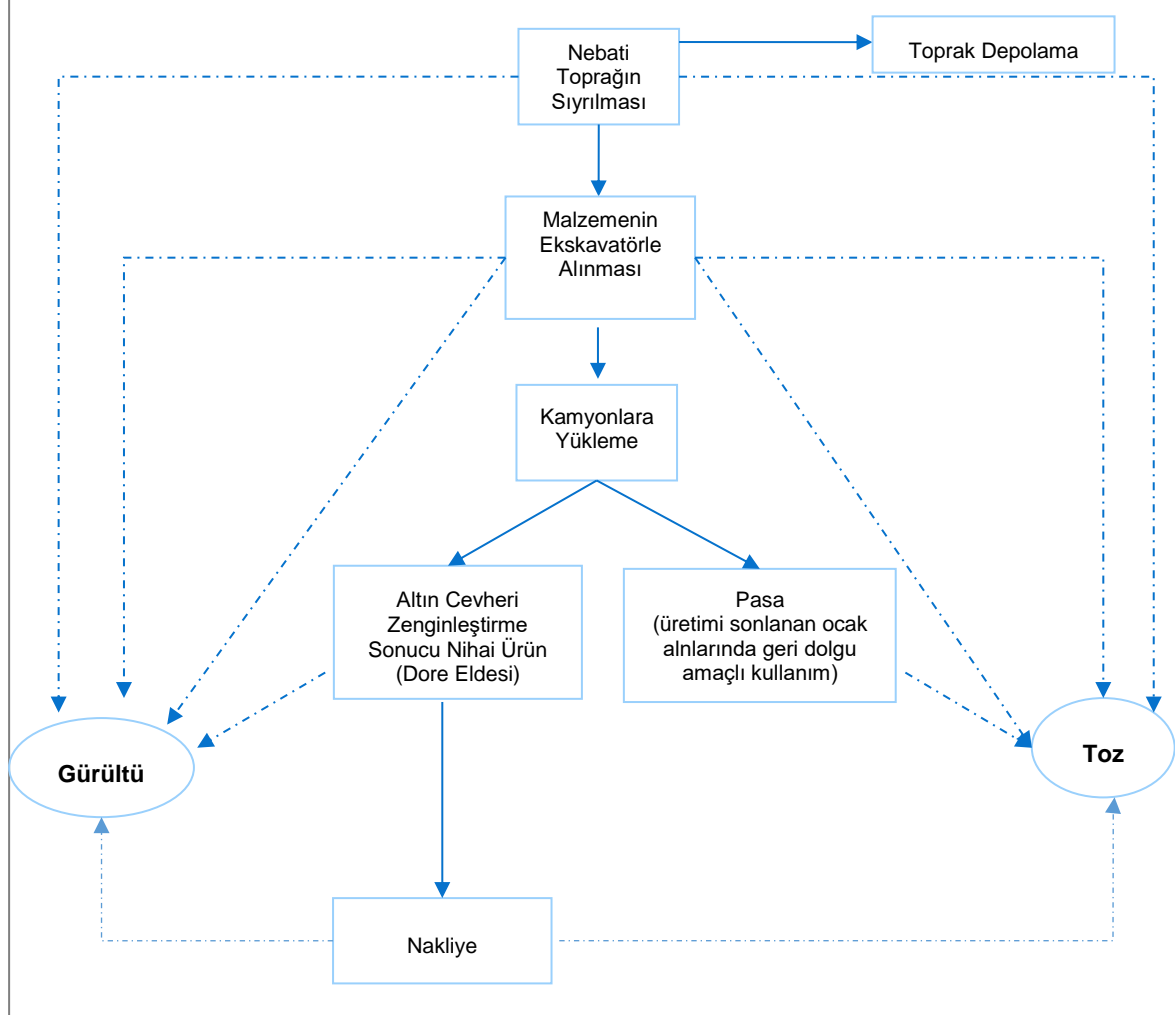 Nebati
Toprağın
Sıyrılması
Toprak Depolama
Malzemenin
Ekskavatörle
Alınması
Kamyonlara
Yükleme
Altın Cevheri
Zenginleştirme
Sonucu Nihai Ürün
(Dore Eldesi)
Pasa
(üretimi sonlanan ocak
alnlarında geri dolgu
amaçlı kullanım)
Gürültü
Toz
Nakliye